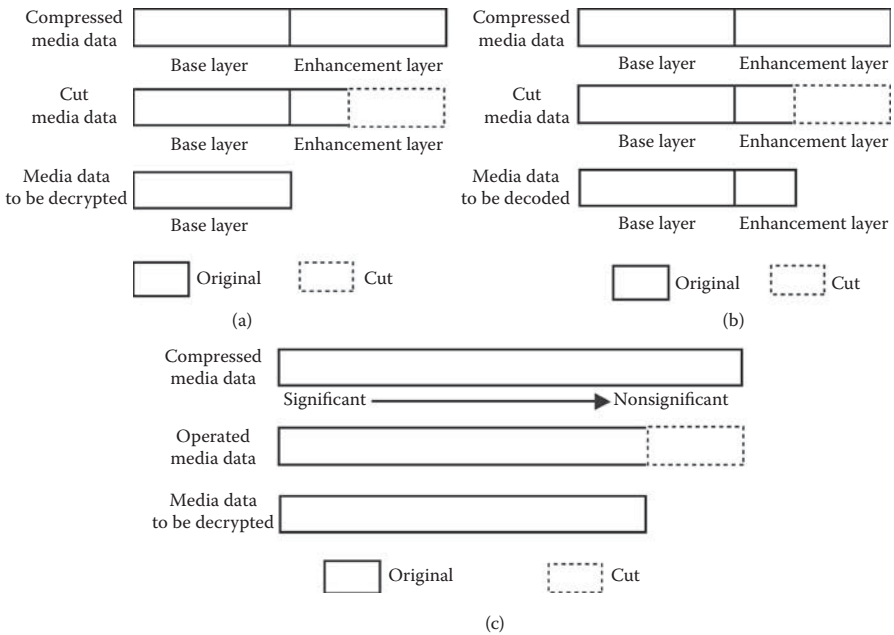 Compressed
media data
Base layer Enhancement layer
Cut
media data
Base layer Enhancement layer
Media data
to be decrypted
Base layer
Original Cut
(a)
Compressed
media data
Base layer Enhancement layer
Cut
media data
Base layer Enhancement layer
Media data
to be decoded
Base layer Enhancement layer
Original Cut
(b)
Compressed
media data
Significant Nonsignificant
Operated
media data
Media data
to be decrypted
Original Cut
(c)